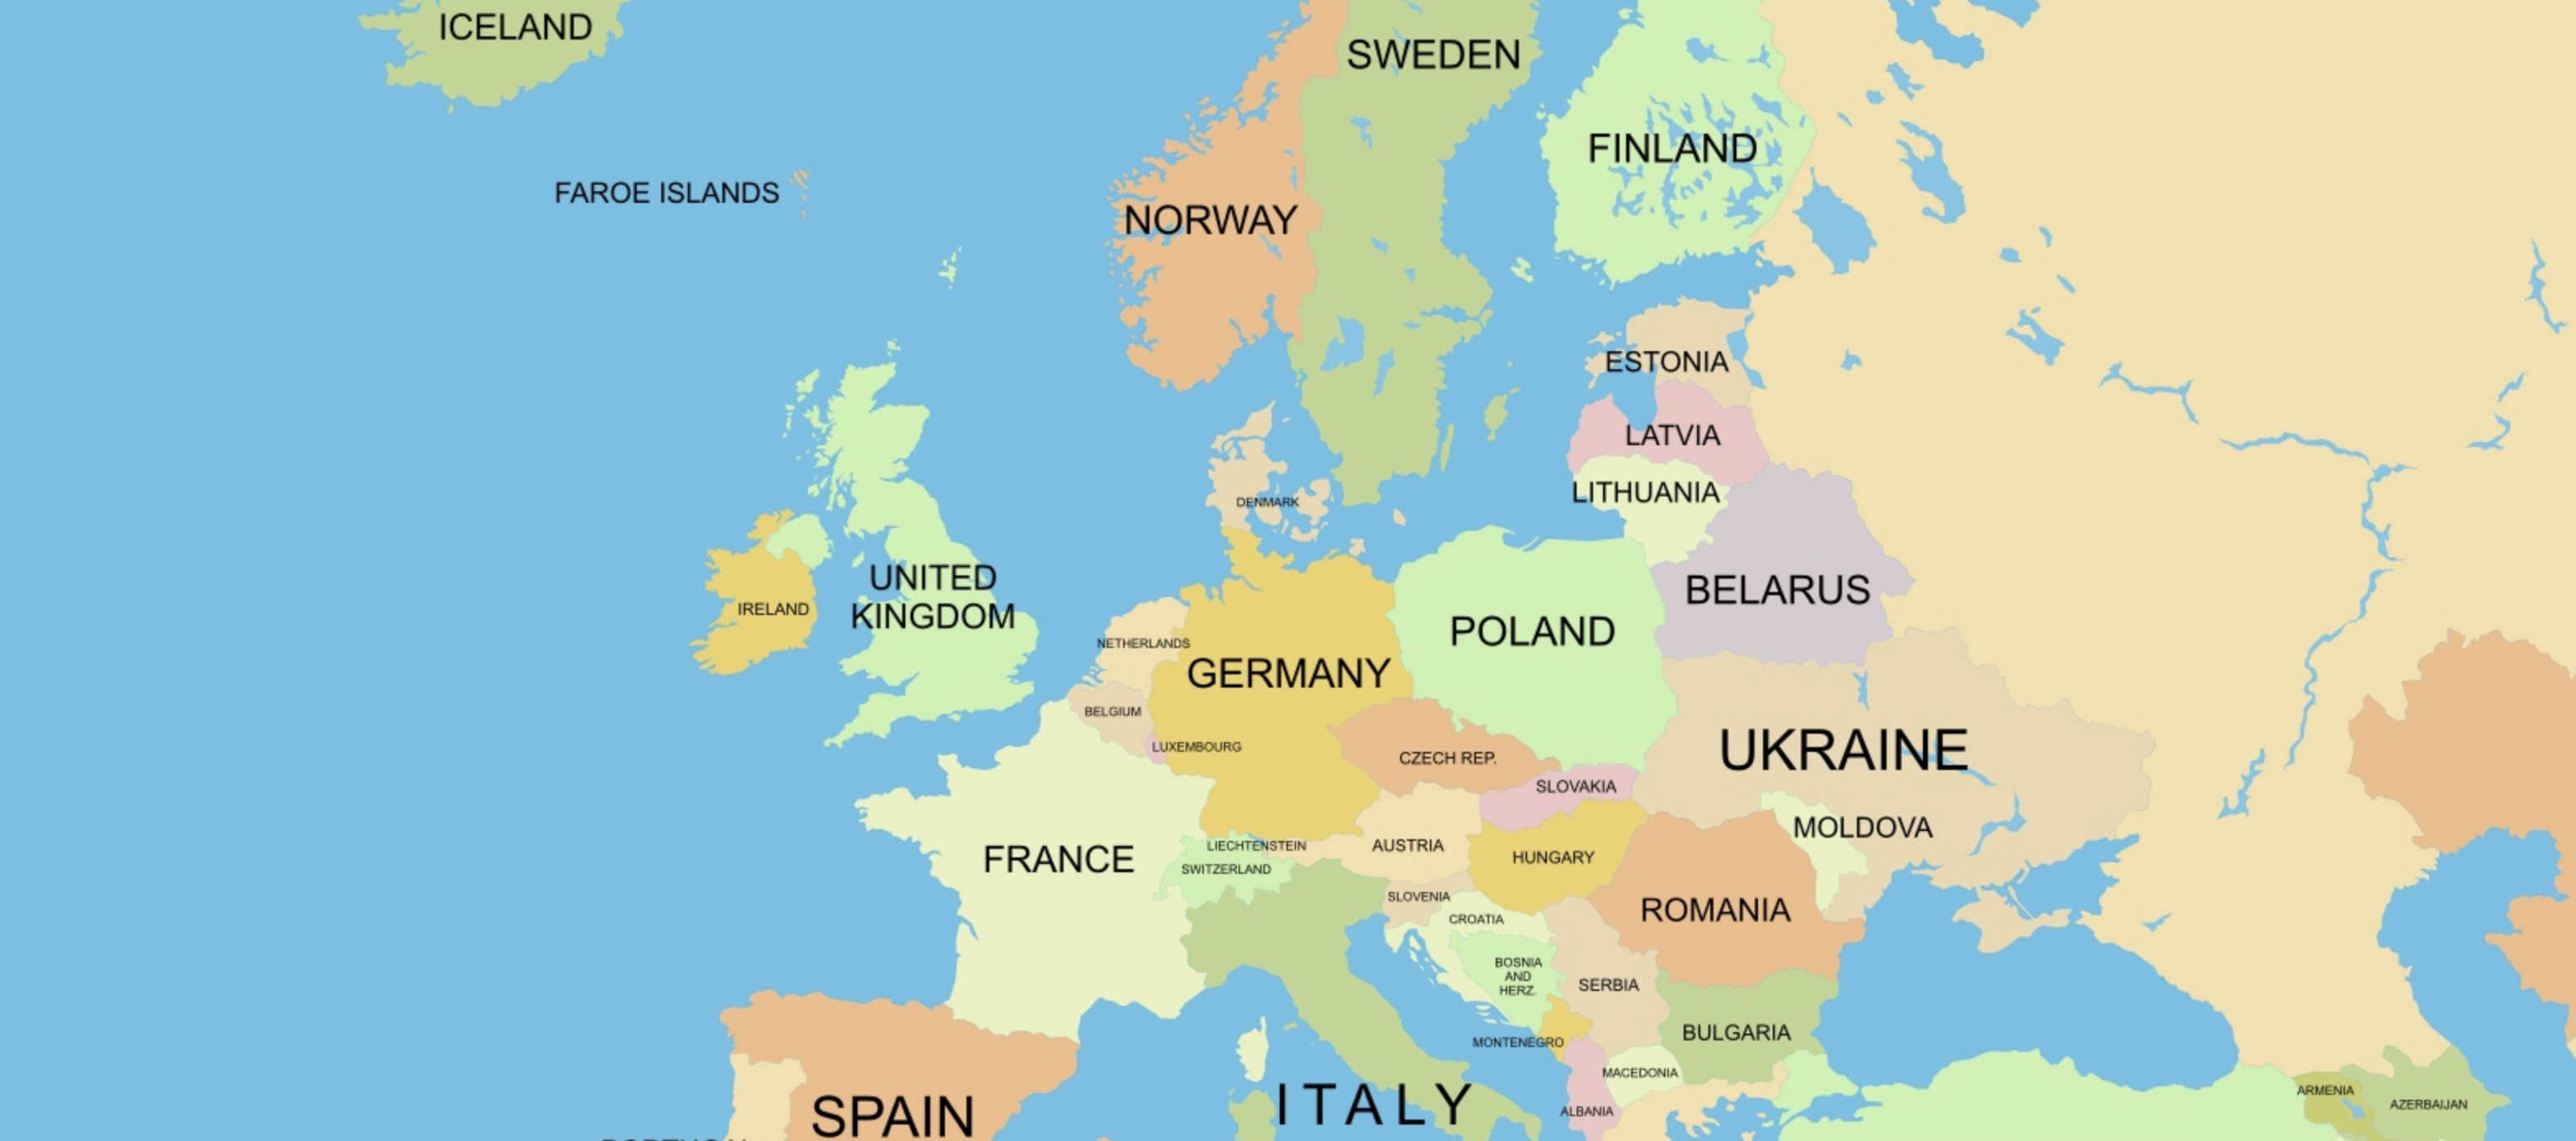 ICELAND
SWEDEN
FINLAND
FAROE ISLANDS
NORWAY
ESTONIA
LATVIA
LITHUANIA
DENMARK
UNITED
KINGDOM
IRELAND
BELARUS
POLAND
NETHERLANDS
GERMANY
BELGIUM
LUXEMBOURG
CZECH REP.
UKRAINE
SLOVAKIA
MOLDOVA
FRANCE
LIECHTENSTEIN
SWITZERLAND
AUSTRIA
HUNGARY
SLOVENIA
ROMANIA
CROATIA
BOSNIA
AND
HERZ.
SERBIA
BULGARIA
MONTENEGRO
MACEDONIA
ITALY
SPAIN
ALBANIA
ARMENIA
AZERBAIJAN